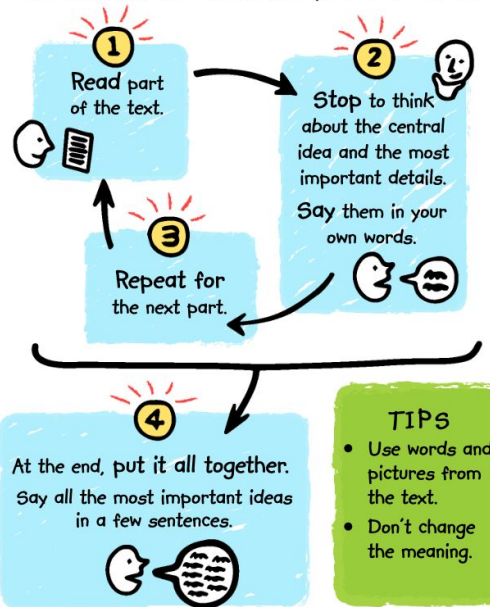 1
Read part
of the text.
2
Stop to think
about the central
idea and the most
important details.
Say them in your
own words.
3
Repeat for
the next part.
4
At the end, put it all together.
Say all the most important ideas
in a few sentences.
TIPS
• Use words and
pictures from
the text.
• Don't change
the meaning.